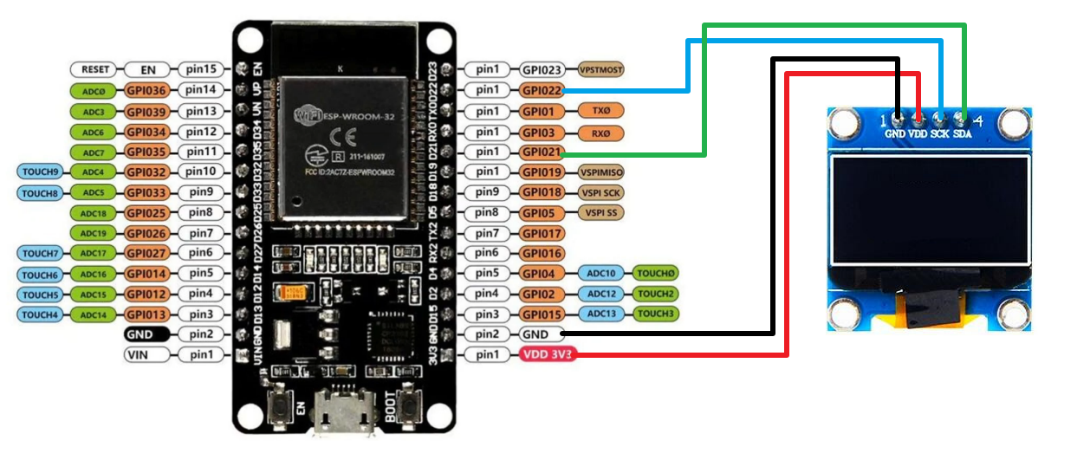 RESET EN pin15
ADC0 GPIO36 pin14
ADC3 GPIO39 pin13
ADC6 GPIO34 pin12
ADC7 GPIO35 pin11
TOUCH9 ADC4 GPIO32 pin10
TOUCH8 ADC5 GPIO33 pin9
ADC18 GPIO25 pin8
ADC19 GPIO26 pin7
TOUCH7 ADC17 GPIO27 pin6
TOUCH6 ADC16 GPIO14 pin5
TOUCH5 ADC15 GPIO12 pin4
TOUCH4 ADC14 GPIO13 pin3
GND pin2
VIN pin1
EN
UP
UN
D34
D35
D32
D33
D25
D26
D27
D14
D12
D13
GND
VIN
K
WiFi ESP-WROOM-32
CE
R 211-161007
FCC ID:2AC7Z-ESPWROOM32
EN
BOOT
D23
D22
TX0
RX0
D21
D19
D18
D5
TX2
RX2
D4
D2
D15
GND
3V3
pin1 GPIO23 VPSTMOST
pin1 GPIO22
pin1 GPIO1 TX0
pin1 GPIO3 RX0
pin1 GPIO21
pin1 GPIO19 VSPIMISO
pin9 GPIO18 VSPI SCK
pin8 GPIO5 VSPI SS
pin7 GPIO17
pin6 GPIO16
pin5 GPIO4 ADC10 TOUCH0
pin4 GPIO2 ADC12 TOUCH2
pin3 GPIO15 ADC13 TOUCH3
pin2 GND
pin1 VDD 3V3
1 4
GND VDD SCK SDA